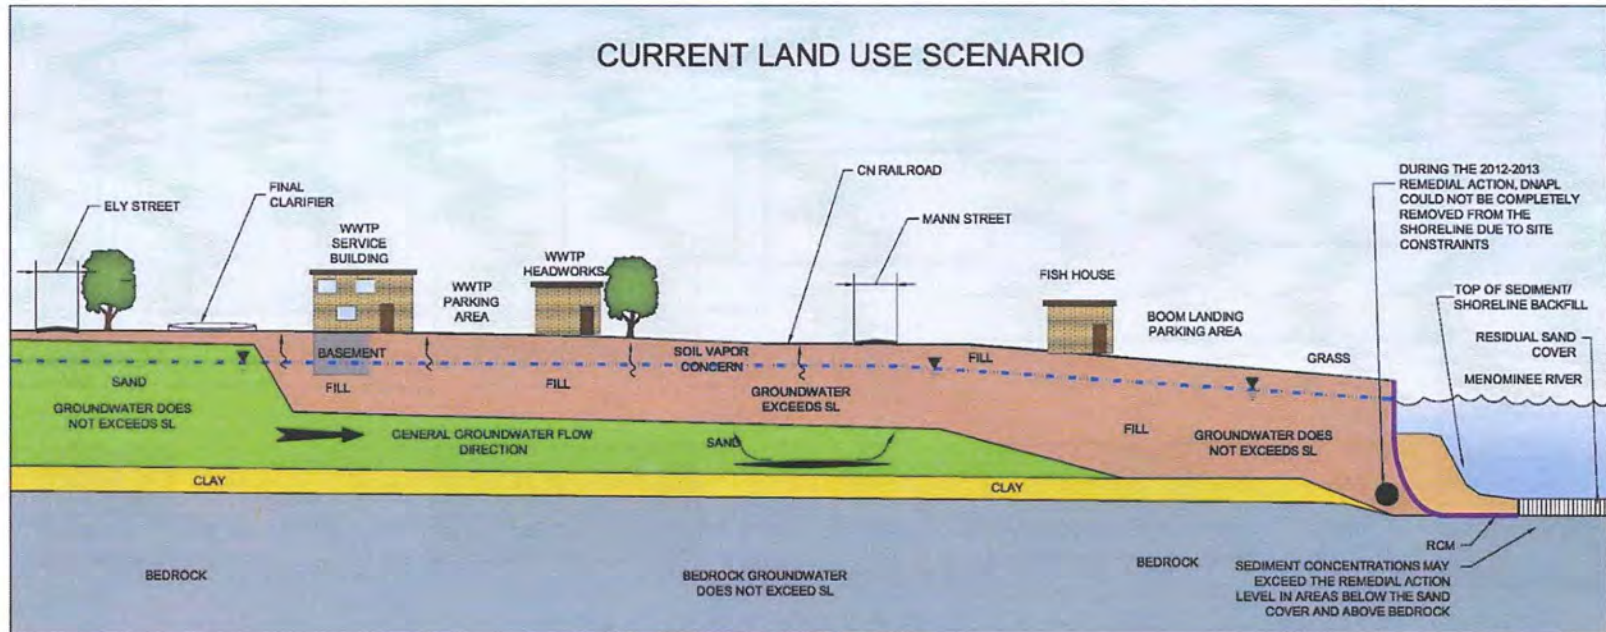 CURRENT LAND USE SCENARIO
ELY STREET
FINAL
CLARIFIER
WWTP
SERVICE
BUILDING
WWTP
PARKING
AREA
WWTP
HEADWORKS
CN RAILROAD
MANN STREET
FISH HOUSE
BOOM LANDING
PARKING AREA
DURING THE 2012-2013
REMEDIAL ACTION, DNAPL
COULD NOT BE COMPLETELY
REMOVED FROM THE
SHORELINE DUE TO SITE
CONSTRAINTS
TOP OF SEDIMENT/
SHORELINE BACKFILL
RESIDUAL SAND
COVER
MENOMINEE RIVER
GRASS
BASEMENT
SOIL VAPOR
CONCERN
FILL
SAND
FILL
FILL
GROUNDWATER
EXCEEDS SL
GROUNDWATER DOES
NOT EXCEEDS SL
GENERAL GROUNDWATER FLOW
DIRECTION
SAND
FILL
GROUNDWATER DOES
NOT EXCEEDS SL
CLAY
CLAY
BEDROCK
BEDROCK GROUNDWATER
DOES NOT EXCEED SL
BEDROCK
RCM
SEDIMENT CONCENTRATIONS MAY
EXCEED THE REMEDIAL ACTION
LEVEL IN AREAS BELOW THE SAND
COVER AND ABOVE BEDROCK